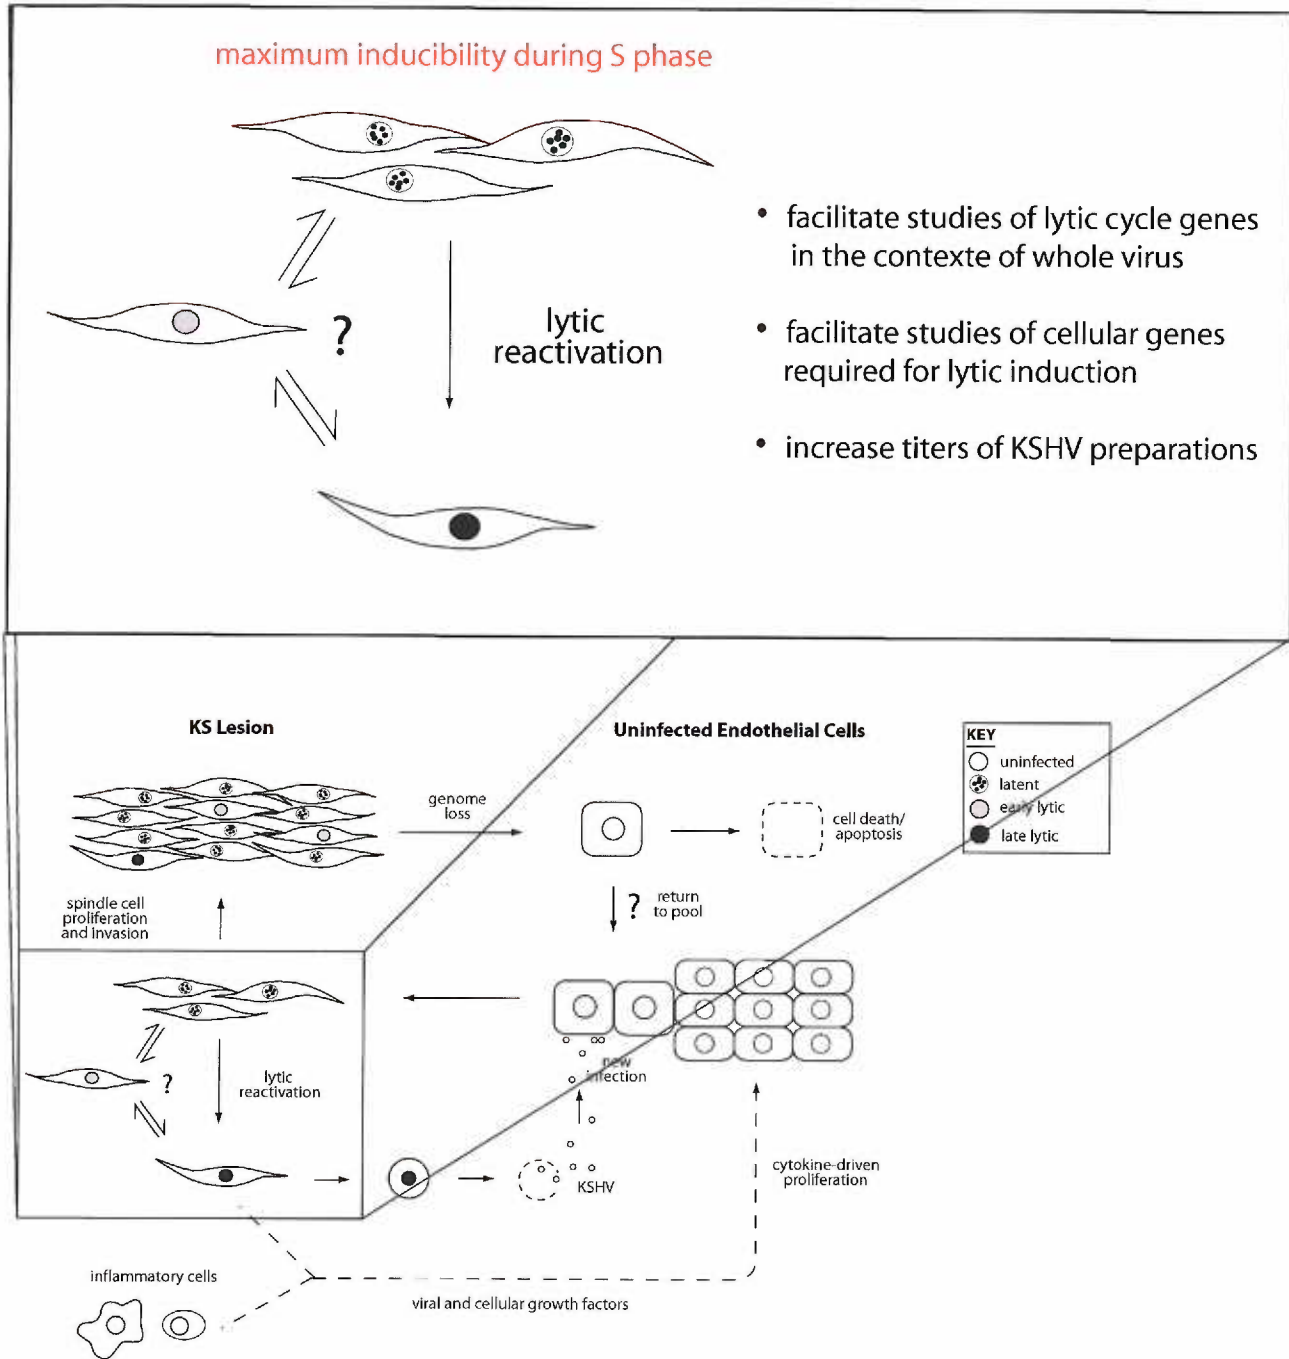 maximum inducibility during S phase
• facilitate studies of lytic cycle genes
in the contexte of whole virus
?
lytic
reactivation
• facilitate studies of cellular genes
required for lytic induction
• increase titers of KSHV preparations
KS Lesion
Uninfected Endothelial Cells
KEY
uninfected
latent
early lytic
late lytic
genome
loss
cell death/
apoptosis
spindle cell
proliferation
and invasion
?
return
to pool
?
lytic
reactivation
new
infection
KSHV
cytokine-driven
proliferation
inflammatory cells
viral and cellular growth factors